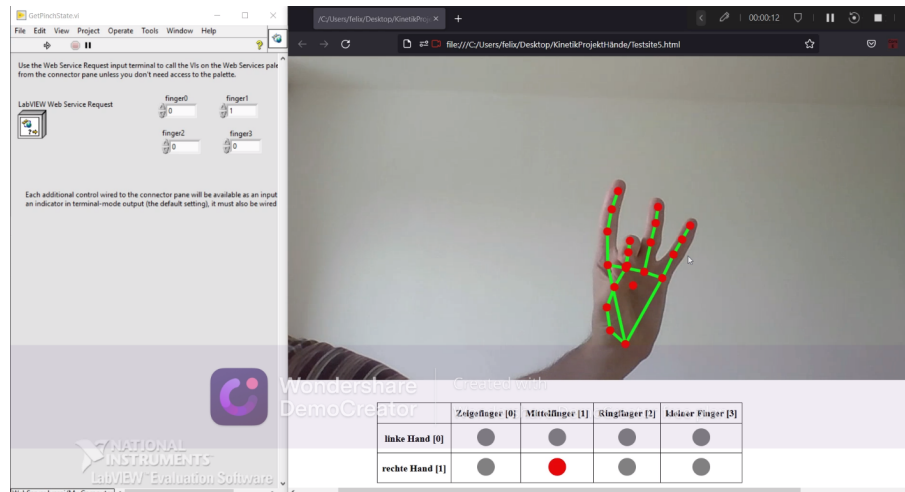 GetPinchState.vi
File Edit View Project Operate Tools Window Help
Use the Web Service Request input terminal to call the VIs on the Web Services pale
from the connector pane unless you don't need access to the palette.
LabVIEW Web Service Request
finger0
0
finger1
1
finger2
0
finger3
0
Each additional control wired to the connector pane will be available as an input
an indicator in terminal-mode output (the default setting), it must also be wired
NATIONAL
INSTRUMENTS
LabVIEW Evaluation Software
/C:/Users/felix/Desktop/KinetikProj
00:00:12
file:///C:/Users/felix/Desktop/KinetikProjektHände/Testsite5.html
Wondershare
DemoCreator
Created with
Zeigefinger [0] Mittelfinger [1] Ringfinger [2] kleiner Finger [3]
linke Hand [0]
rechte Hand [1]